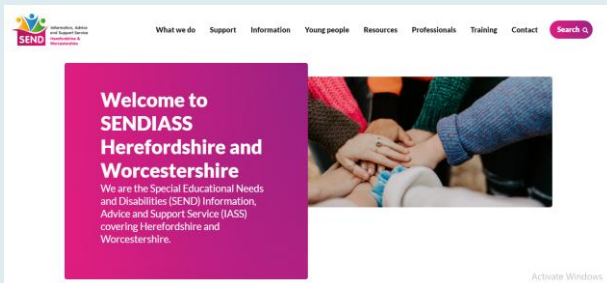 SEND
Information, Advice
and Support Service
Herefordshire &
Worcestershire
What we do Support Information Young people Resources Professionals Training Contact Search
Welcome to
SENDIASS
Herefordshire and
Worcestershire
We are the Special Educational Needs
and Disabilities (SEND) Information,
Advice and Support Service (IASS)
covering Herefordshire and
Worcestershire.
Activate Windows